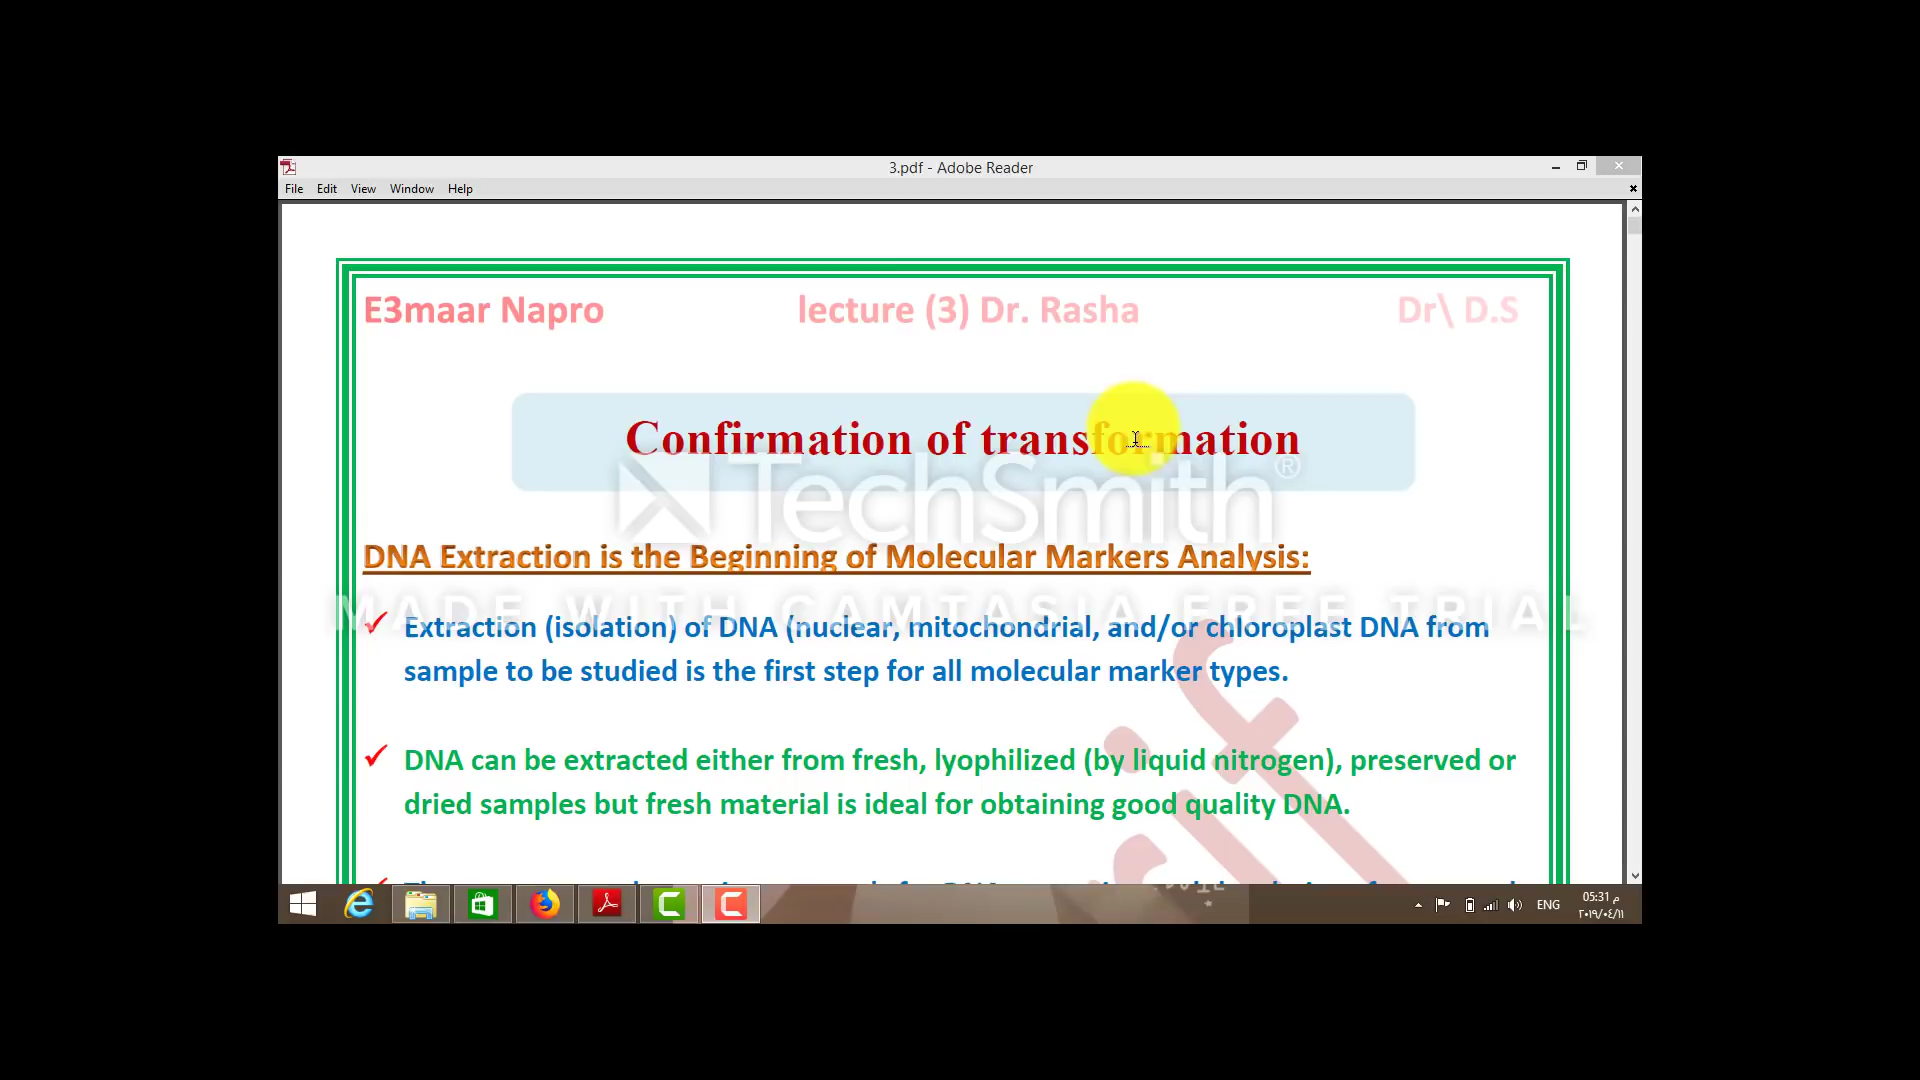 3.pdf - Adobe Reader
File Edit View Window Help
E3maar Napro lecture (3) Dr. Rasha Dr\ D.S
Confirmation of transformation
TechSmith®
DNA Extraction is the Beginning of Molecular Markers Analysis:
MADE WITH CAMTASIA FREE TRIAL
✓ Extraction (isolation) of DNA (nuclear, mitochondrial, and/or chloroplast DNA from
sample to be studied is the first step for all molecular marker types.
✓ DNA can be extracted either from fresh, lyophilized (by liquid nitrogen), preserved or
dried samples but fresh material is ideal for obtaining good quality DNA.
ENG
05:31 م
٢٠١٩/٠٤/١١